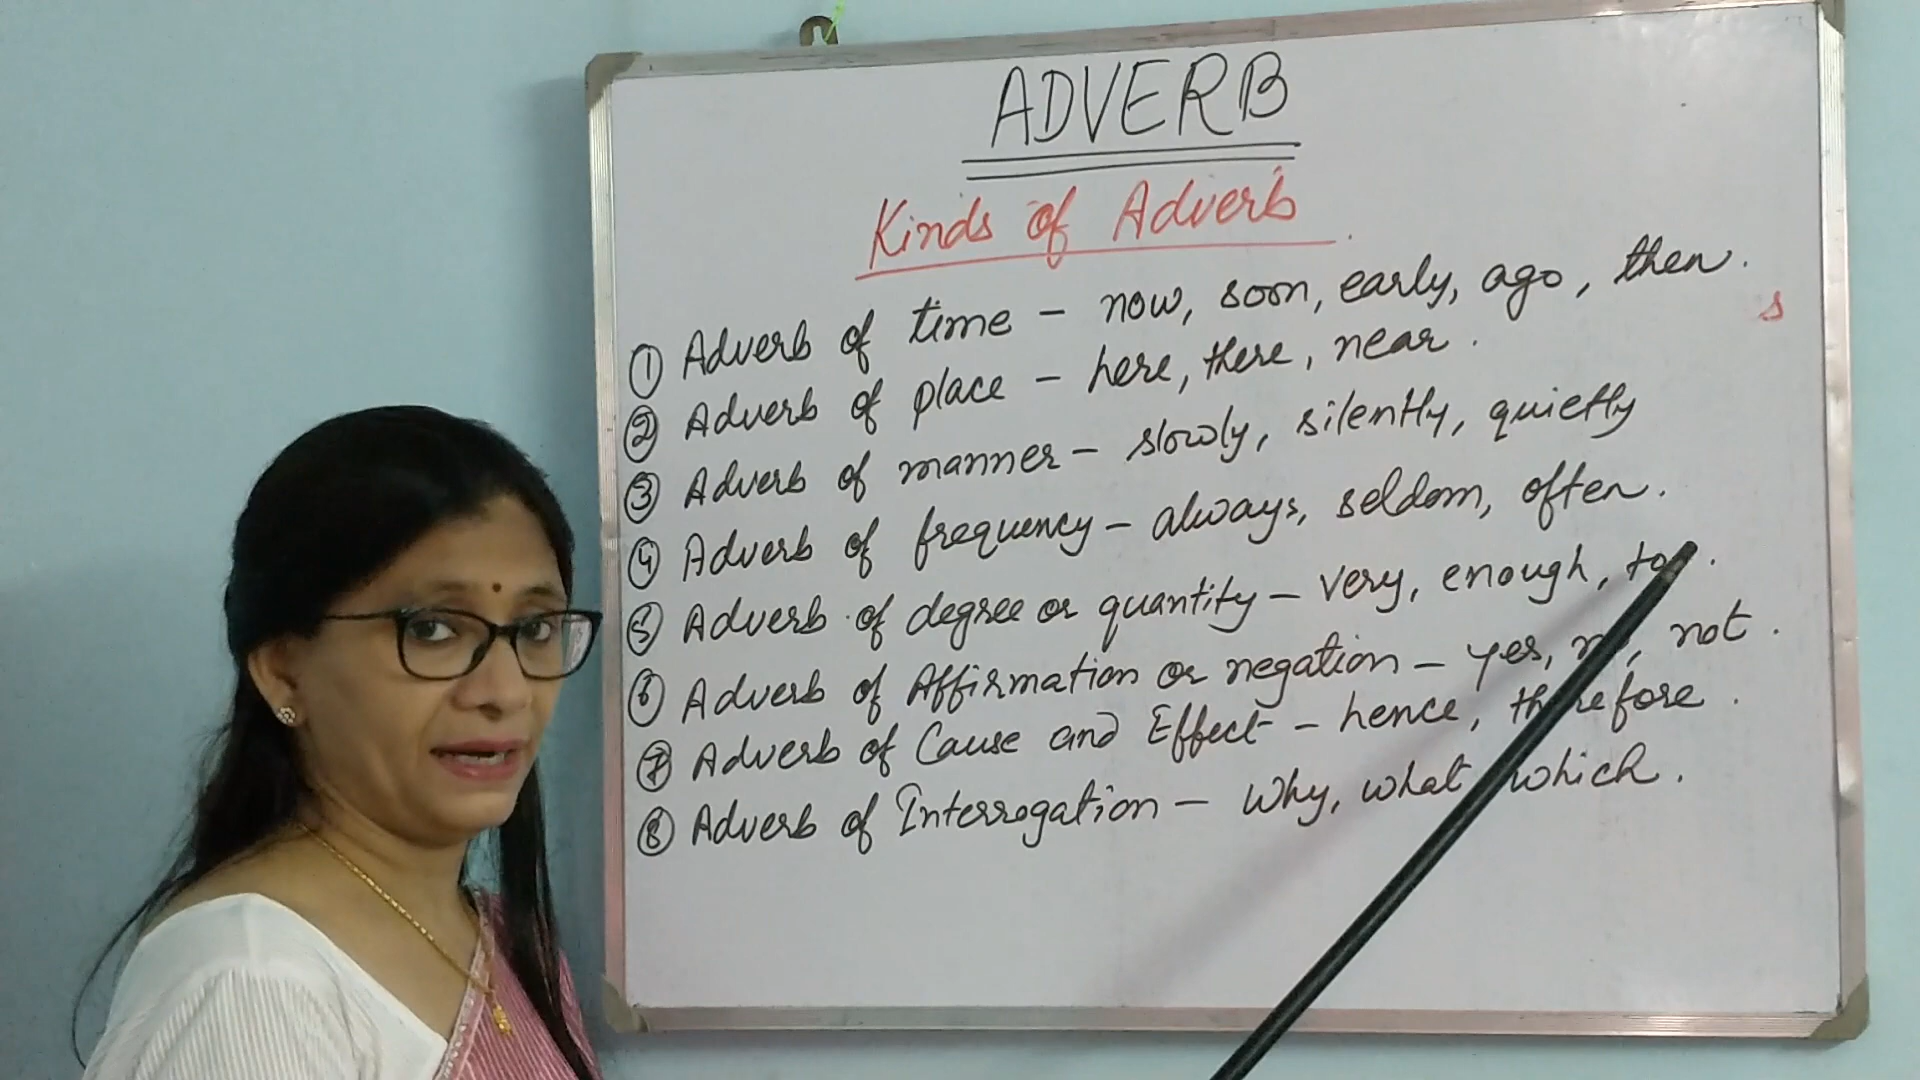 ADVERB
Kinds of Adverb
① Adverb of time - now, soon, early, ago, then.
s
② Adverb of place - here, there, near.
③ Adverb of manner - slowly, silently, quietly
④ Adverb of frequency - always, seldom, often.
⑤ Adverb of degree or quantity - very, enough,
⑥ Adverb of Affirmation or negation - yes, not.
⑦ Adverb of Cause and Effect - hence, therefore.
⑧ Adverb of Interrogation - Why, what which.